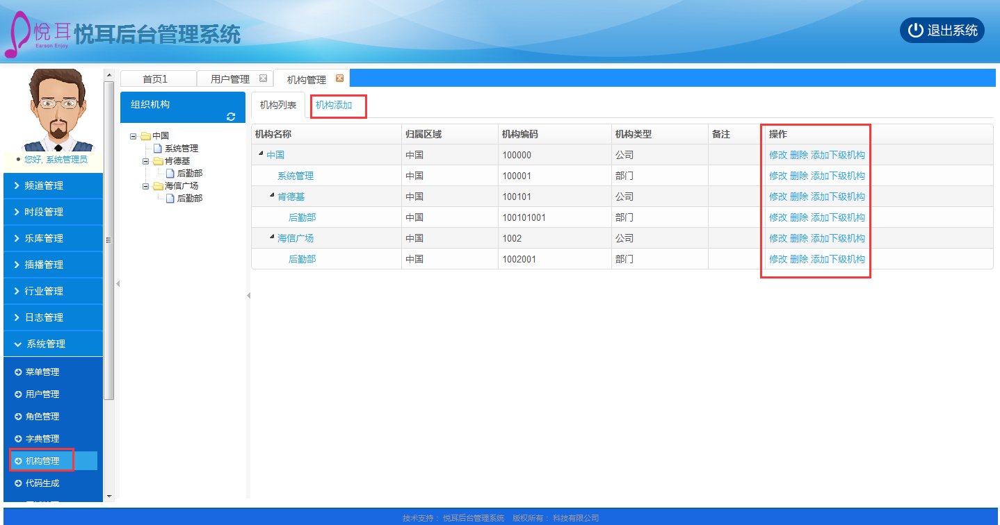 悦耳
Earson Enjoy
悦耳后台管理系统
退出系统
首页1 用户管理 机构管理
您好, 系统管理员
频道管理
时段管理
乐库管理
插播管理
行业管理
日志管理
系统管理
菜单管理
用户管理
角色管理
字典管理
机构管理
代码生成
组织机构
中国
系统管理
肯德基
后勤部
海信广场
后勤部
机构列表 机构添加
机构名称 归属区域 机构编码 机构类型 备注 操作
中国 中国 100000 公司 修改 删除 添加下级机构
系统管理 中国 100001 部门 修改 删除 添加下级机构
肯德基 中国 100101 公司 修改 删除 添加下级机构
后勤部 中国 100101001 部门 修改 删除 添加下级机构
海信广场 中国 1002 公司 修改 删除 添加下级机构
后勤部 中国 1002001 部门 修改 删除 添加下级机构
技术支持： 悦耳后台管理系统 版权所有： 科技有限公司